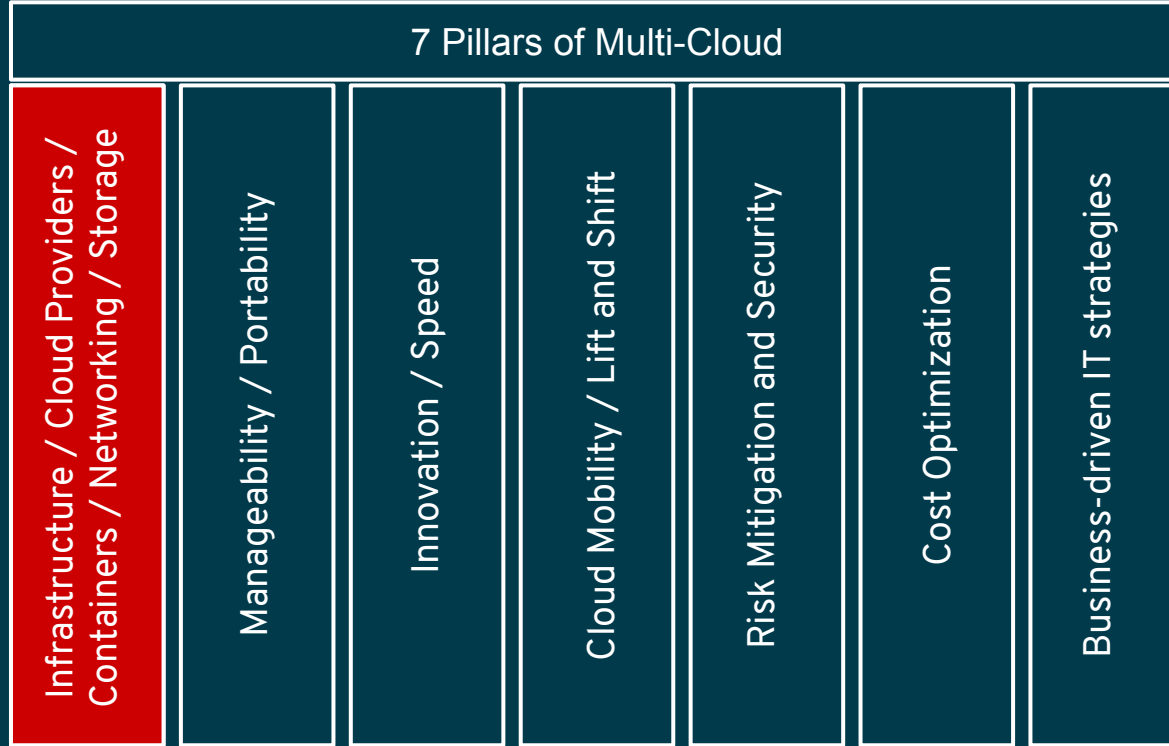 7 Pillars of Multi-Cloud
Infrastructure / Cloud Providers /
Containers / Networking / Storage
Manageability / Portability
Innovation / Speed
Cloud Mobility / Lift and Shift
Risk Mitigation and Security
Cost Optimization
Business-driven IT strategies